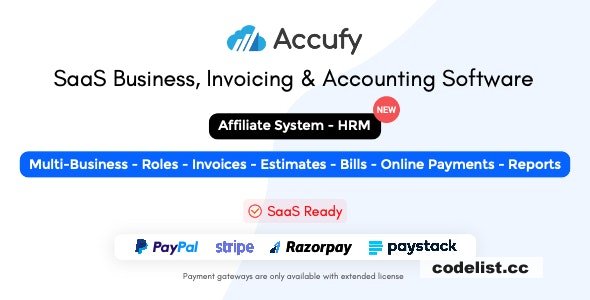 Accufy
SaaS Business, Invoicing & Accounting Software
NEW
Affiliate System - HRM
Multi-Business - Roles - Invoices - Estimates - Bills - Online Payments - Reports
SaaS Ready
PayPal stripe Razorpay paystack
codelist.cc
Payment gateways are only available with extended license